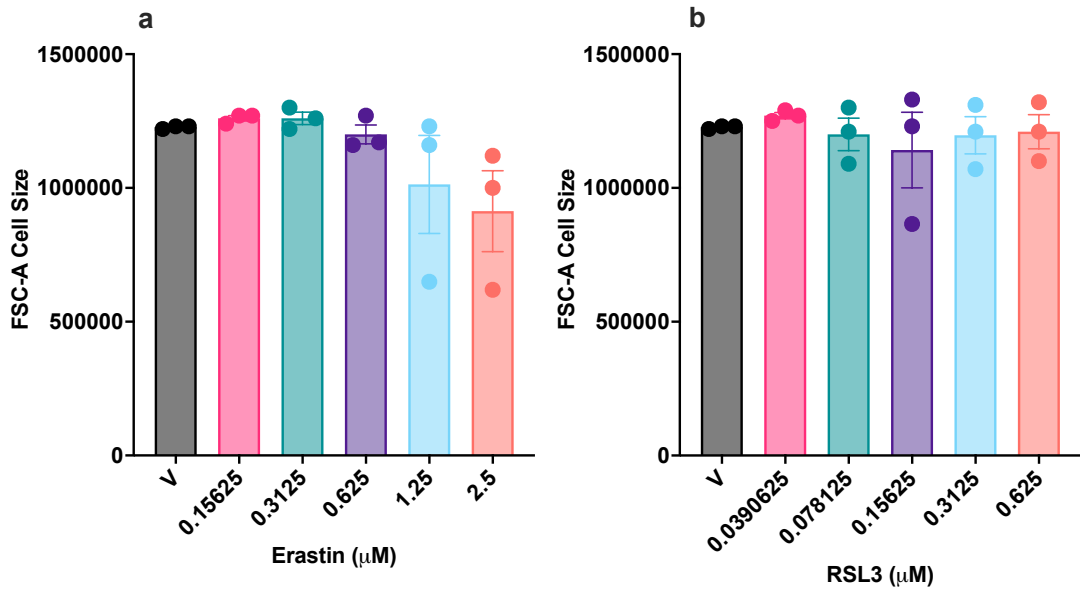 a
1500000
1000000
500000
0
FSC-A Cell Size
V
0.15625
0.3125
0.625
1.25
2.5
Erastin (μM)
b
1500000
1000000
500000
0
FSC-A Cell Size
V
0.0390625
0.078125
0.15625
0.3125
0.625
RSL3 (μM)